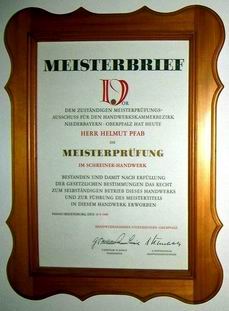 MEISTERBRIEF
VOR
DEM ZUSTÄNDIGEN MEISTERPRÜFUNGS-
AUSSCHUSS FÜR DEN HANDWERKSKAMMERBEZIRK
NIEDERBAYERN-OBERPFALZ HAT HEUTE
HERR HELMUT PFAB
DIE
MEISTERPRÜFUNG
IM SCHREINER-HANDWERK
BESTANDEN UND DAMIT NACH ERFÜLLUNG
DER GESETZLICHEN BESTIMMUNGEN DAS RECHT
ZUM SELBSTÄNDIGEN BETRIEB DIESES HANDWERKS
UND ZUR FÜHRUNG DES MEISTERTITELS
IN DIESEM HANDWERK ERWORBEN
HANDWERKSKAMMER NIEDERBAYERN-OBERPFALZ